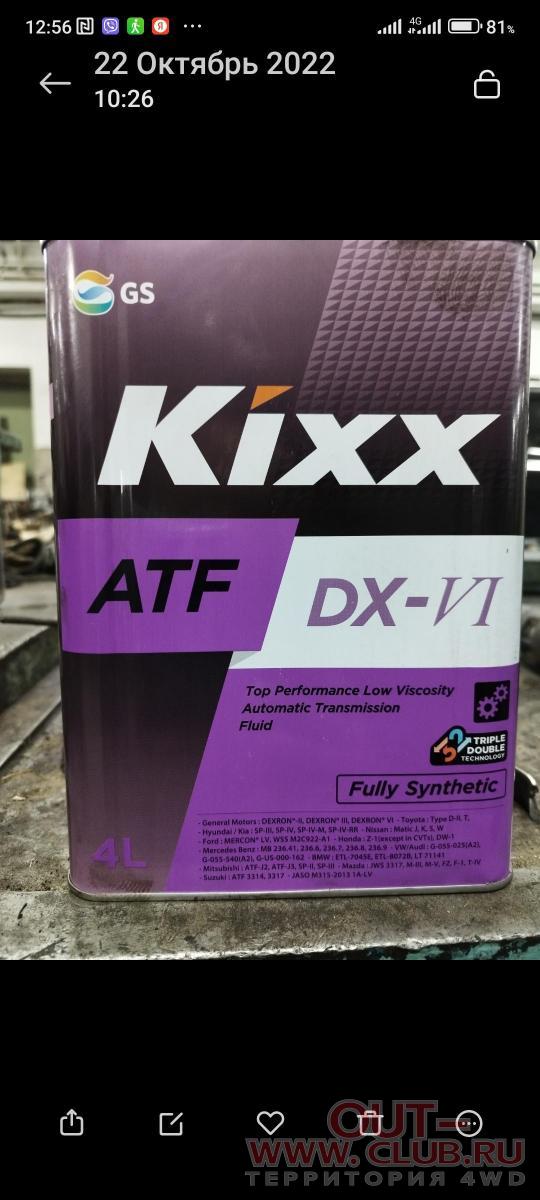 12:56 4G 81%
22 Октябрь 2022
10:26
GS
Kixx
ATF
DX-VI
Top Performance Low Viscosity
Automatic Transmission
Fluid
TRIPLE
DOUBLE
TECHNOLOGY
Fully Synthetic
- General Motors : DEXRON®-II, DEXRON® III, DEXRON® VI - Toyota : Type D-II, T,
- Hyundai / Kia : SP-III, SP-IV, SP-IV-M, SP-IV-RR - Nissan : Matic J, K, S, W
- Ford : MERCON® LV, WSS M2C922-A1 - Honda : Z-1(except in CVTs), DW-1
- Mercedes Benz : MB 236.41, 236.6, 236.7, 236.8, 236.9 - VW/Audi : G-055-025(A2),
G-055-540(A2), G-US-000-162 - BMW : ETL-7045E, ETL-8072B, LT 71141
- Mitsubishi : ATF-J2, ATF-J3, SP-II, SP-III - Mazda : JWS 3317, M-III, M-V, FZ, F-1, T-IV
- Suzuki : ATF 3314, 3317 - JASO M315-2013 1A-LV
4L
OUT-
WWW.CLUB.RU
ТЕРРИТОРИЯ 4WD